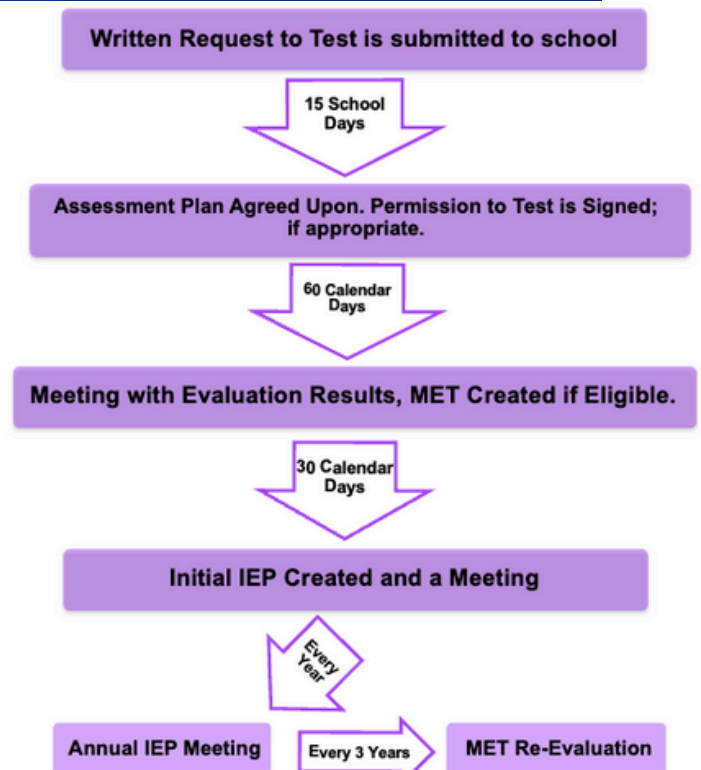 Written Request to Test is submitted to school
15 School
Days
Assessment Plan Agreed Upon. Permission to Test is Signed;
if appropriate.
60 Calendar
Days
Meeting with Evaluation Results, MET Created if Eligible.
30 Calendar
Days
Initial IEP Created and a Meeting
Every
Year
Annual IEP Meeting
Every 3 Years
MET Re-Evaluation